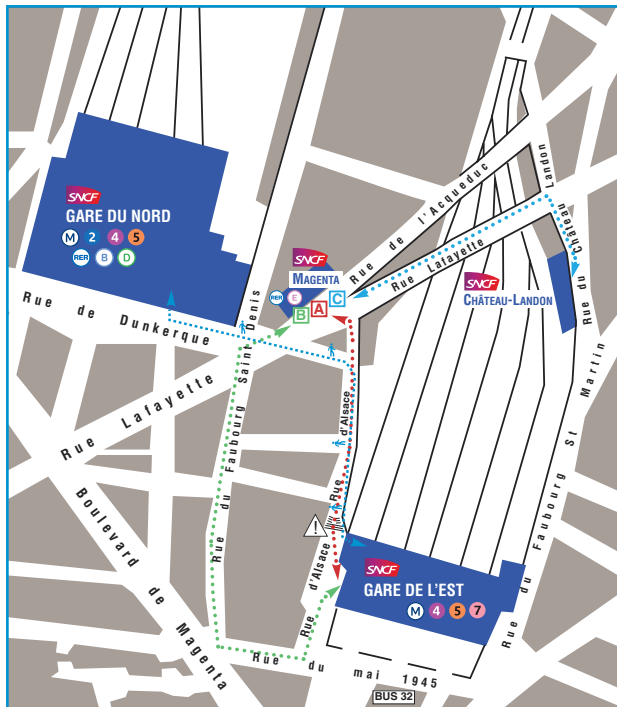 SNCF
GARE DU NORD
M 2 4 5
RER B D
SNCF
MAGENTA
RER E
B A C
Rue de l'Acqueduc
Rue Lafayette
Rue du Château Landon
SNCF
CHÂTEAU-LANDON
Rue de Dunkerque
Rue Lafayette
Rue du Faubourg Saint Denis
Rue d'Alsace
Rue d'Alsace
!
Boulevard de Magenta
Rue du Faubourg St Martin
SNCF
GARE DE L'EST
M 4 5 7
Rue du mai 1945
BUS 32